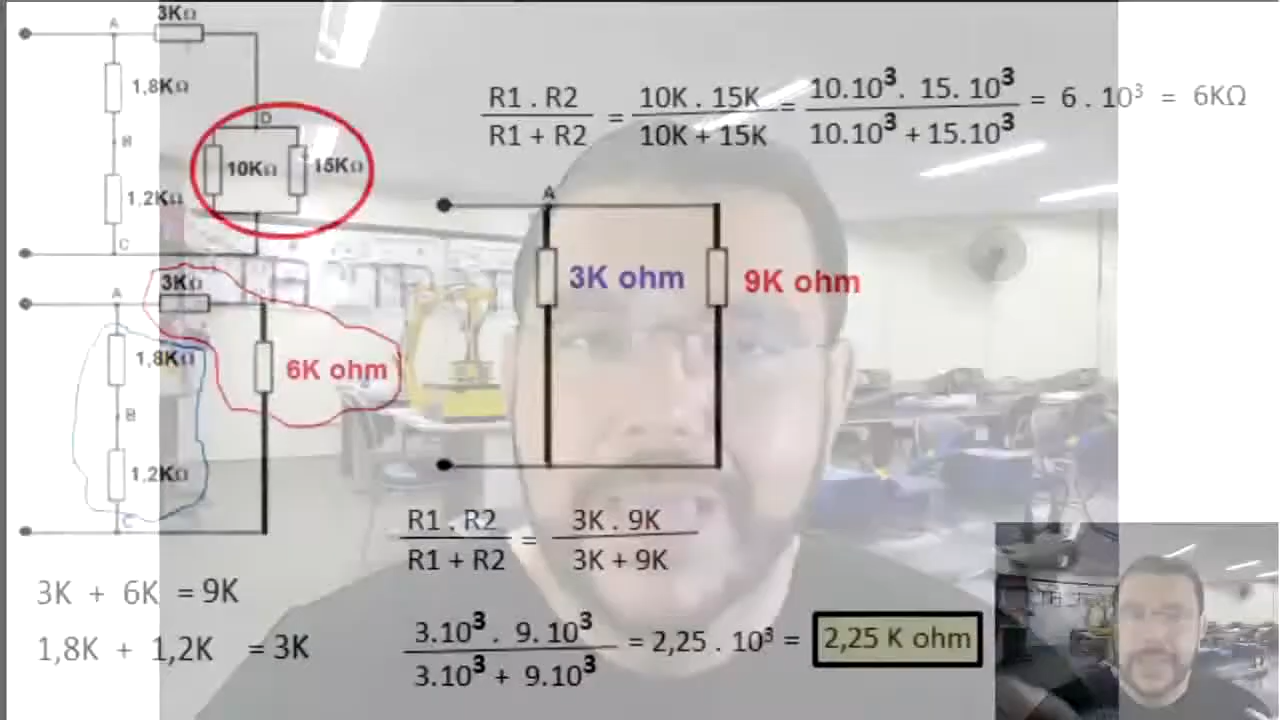 3KΩ
A
1,8KΩ
D
B
10KΩ
15KΩ
1,2KΩ
C
R1 . R2 / R1 + R2 = 10K . 15K / 10K + 15K = 10.10³ . 15.10³ / 10.10³ + 15.10³ = 6.10³ = 6KΩ
3KΩ
A
1,8KΩ
6K ohm
B
1,2KΩ
C
A
3K ohm
9K ohm
3K + 6K = 9K
1,8K + 1,2K = 3K
R1 . R2 / R1 + R2 = 3K . 9K / 3K + 9K
3.10³ . 9.10³ / 3.10³ + 9.10³ = 2,25 . 10³ = 2,25 K ohm